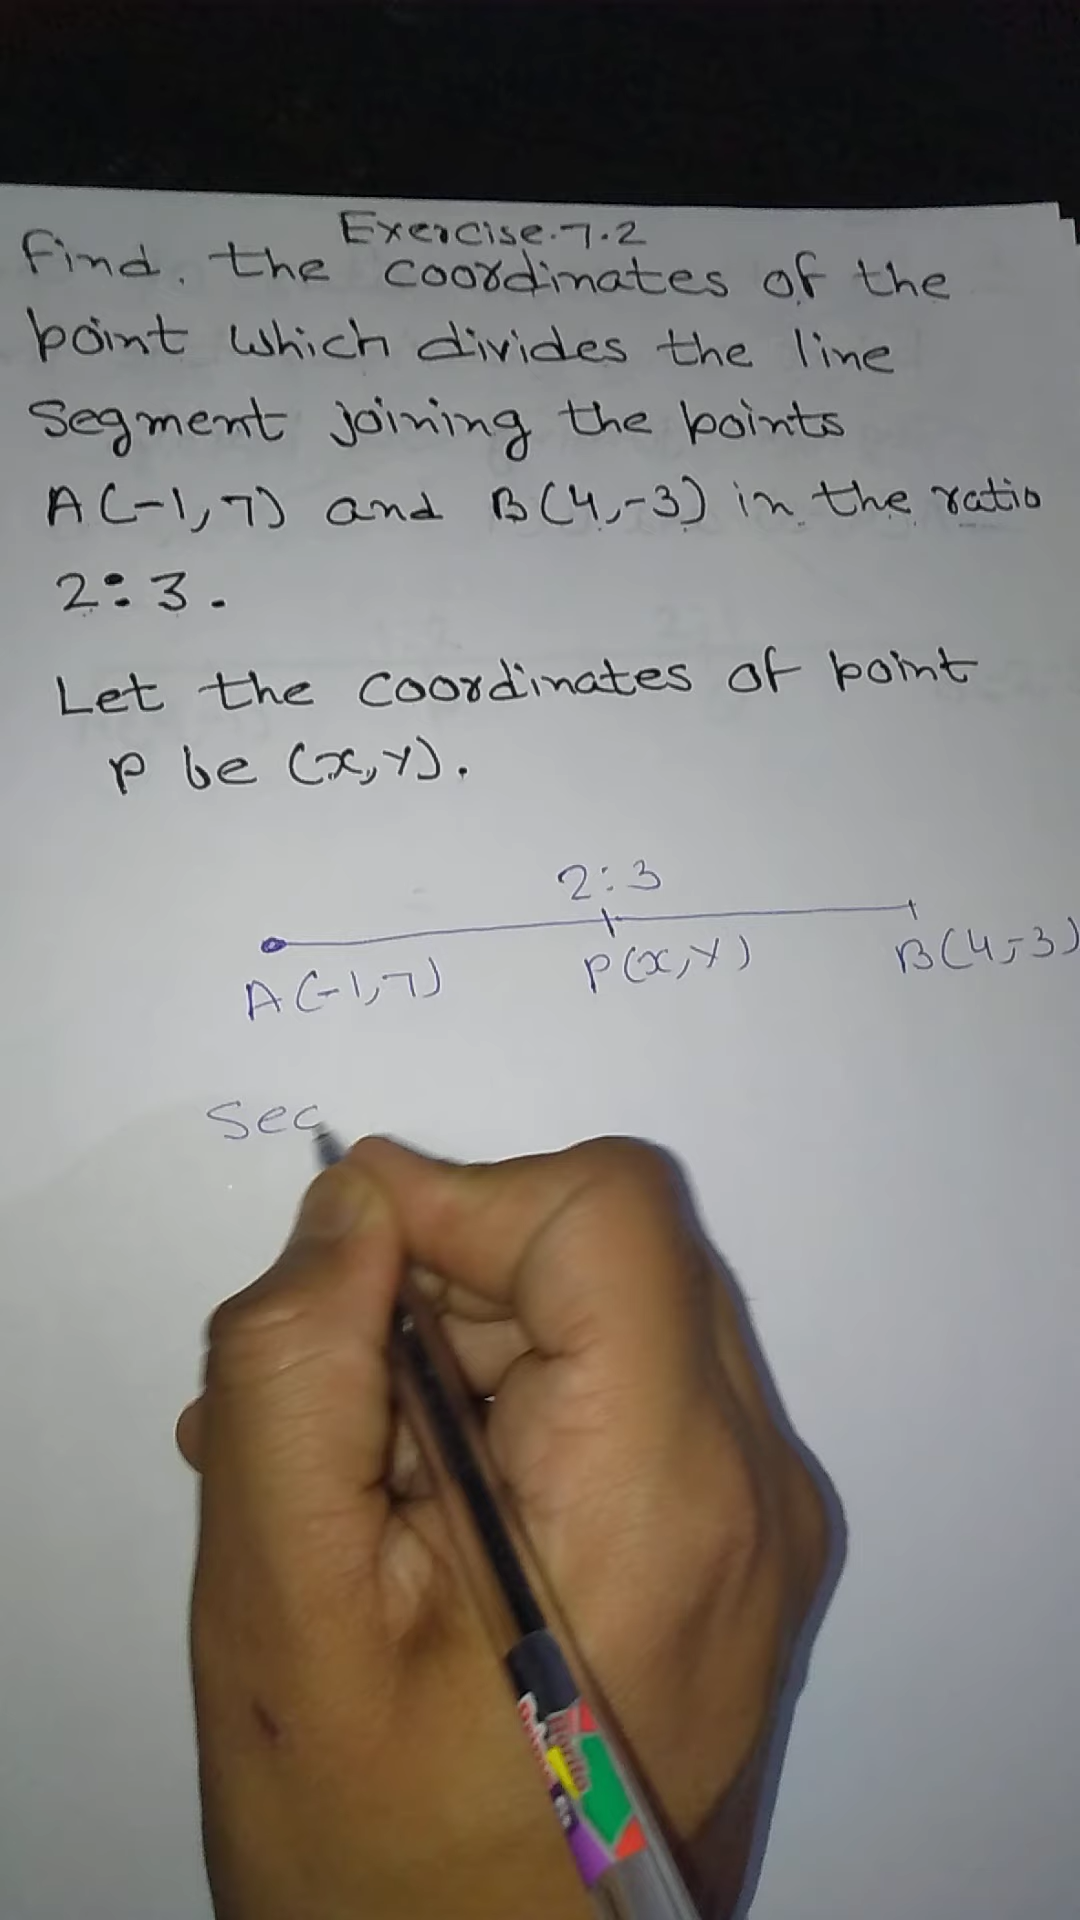 Exercise.7.2
Find. the coordinates of the
point which divides the line
Segment joining the points
A(-1,7) and B(4,-3) in the ratio
2:3.
Let the coordinates of point
P be (x,y).
2:3
A(-1,7) P(x,y) B(4,-3)
Sec